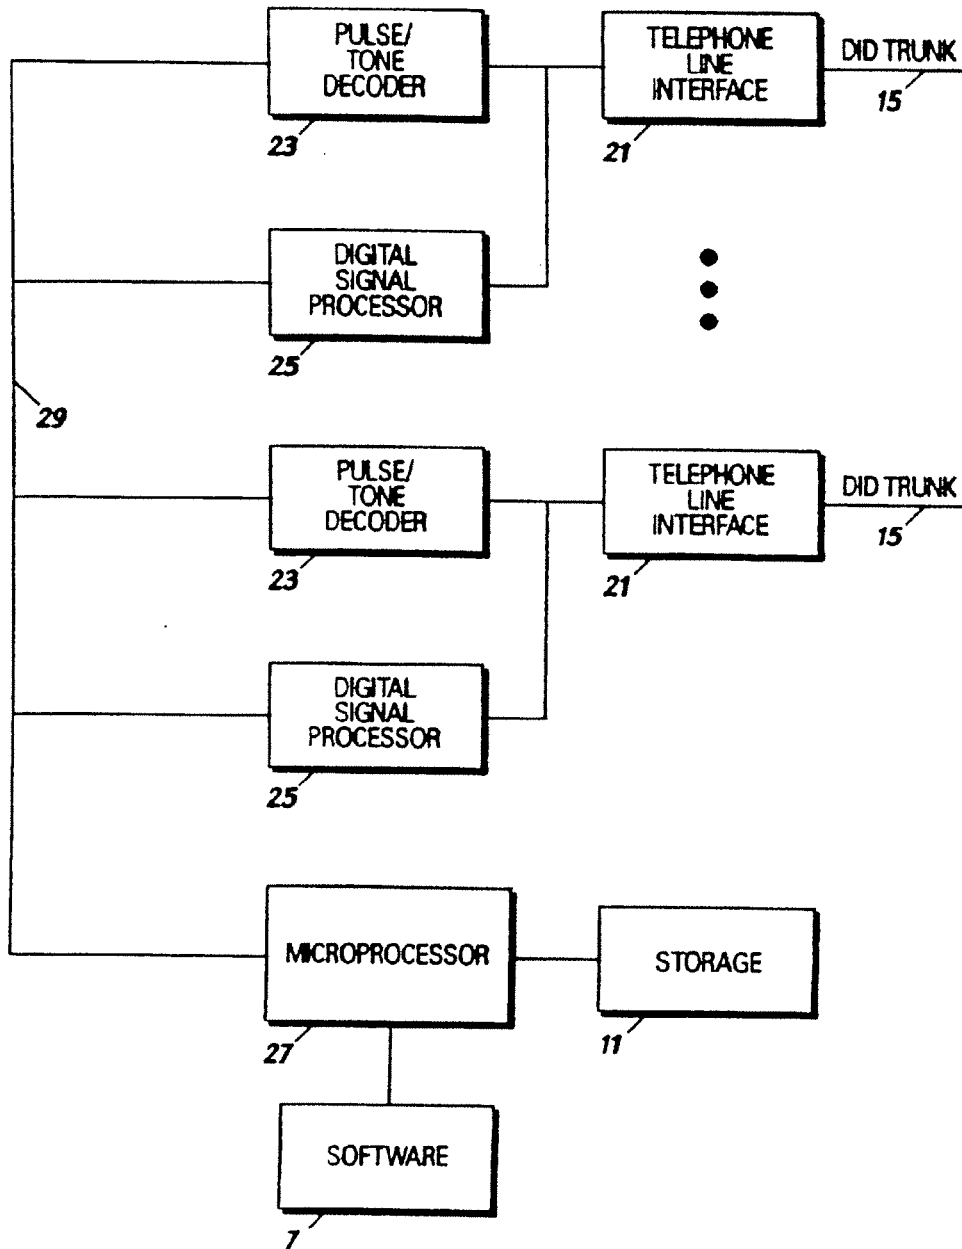 PULSE/
TONE
DECODER
23
TELEPHONE
LINE
INTERFACE
21
DID TRUNK
15
DIGITAL
SIGNAL
PROCESSOR
25
29
PULSE/
TONE
DECODER
23
TELEPHONE
LINE
INTERFACE
21
DID TRUNK
15
DIGITAL
SIGNAL
PROCESSOR
25
MICROPROCESSOR
27
STORAGE
11
SOFTWARE
7